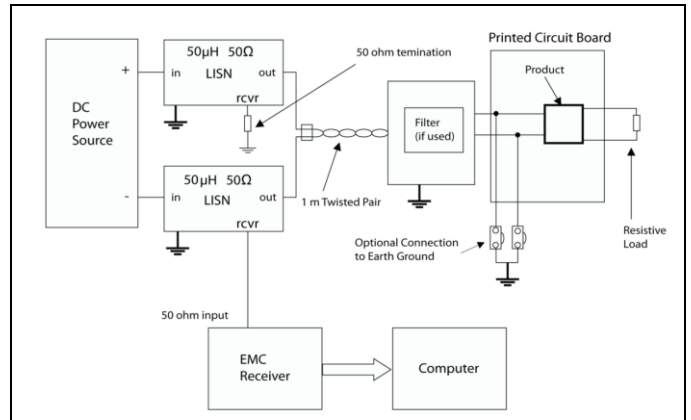 Printed Circuit Board
50μH 50Ω
LISN
in
out
rcvr
50 ohm temination
Product
DC
Power
Source
+
-
Filter
(if used)
50μH 50Ω
LISN
in
out
rcvr
1 m Twisted Pair
Optional Connection
to Earth Ground
Resistive
Load
50 ohm input
EMC
Receiver
Computer